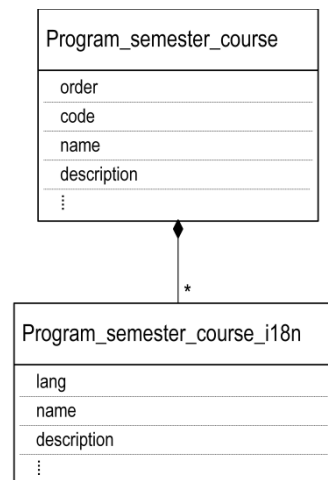 Program_semester_course
order
code
name
description
⋮
*
Program_semester_course_i18n
lang
name
description
⋮